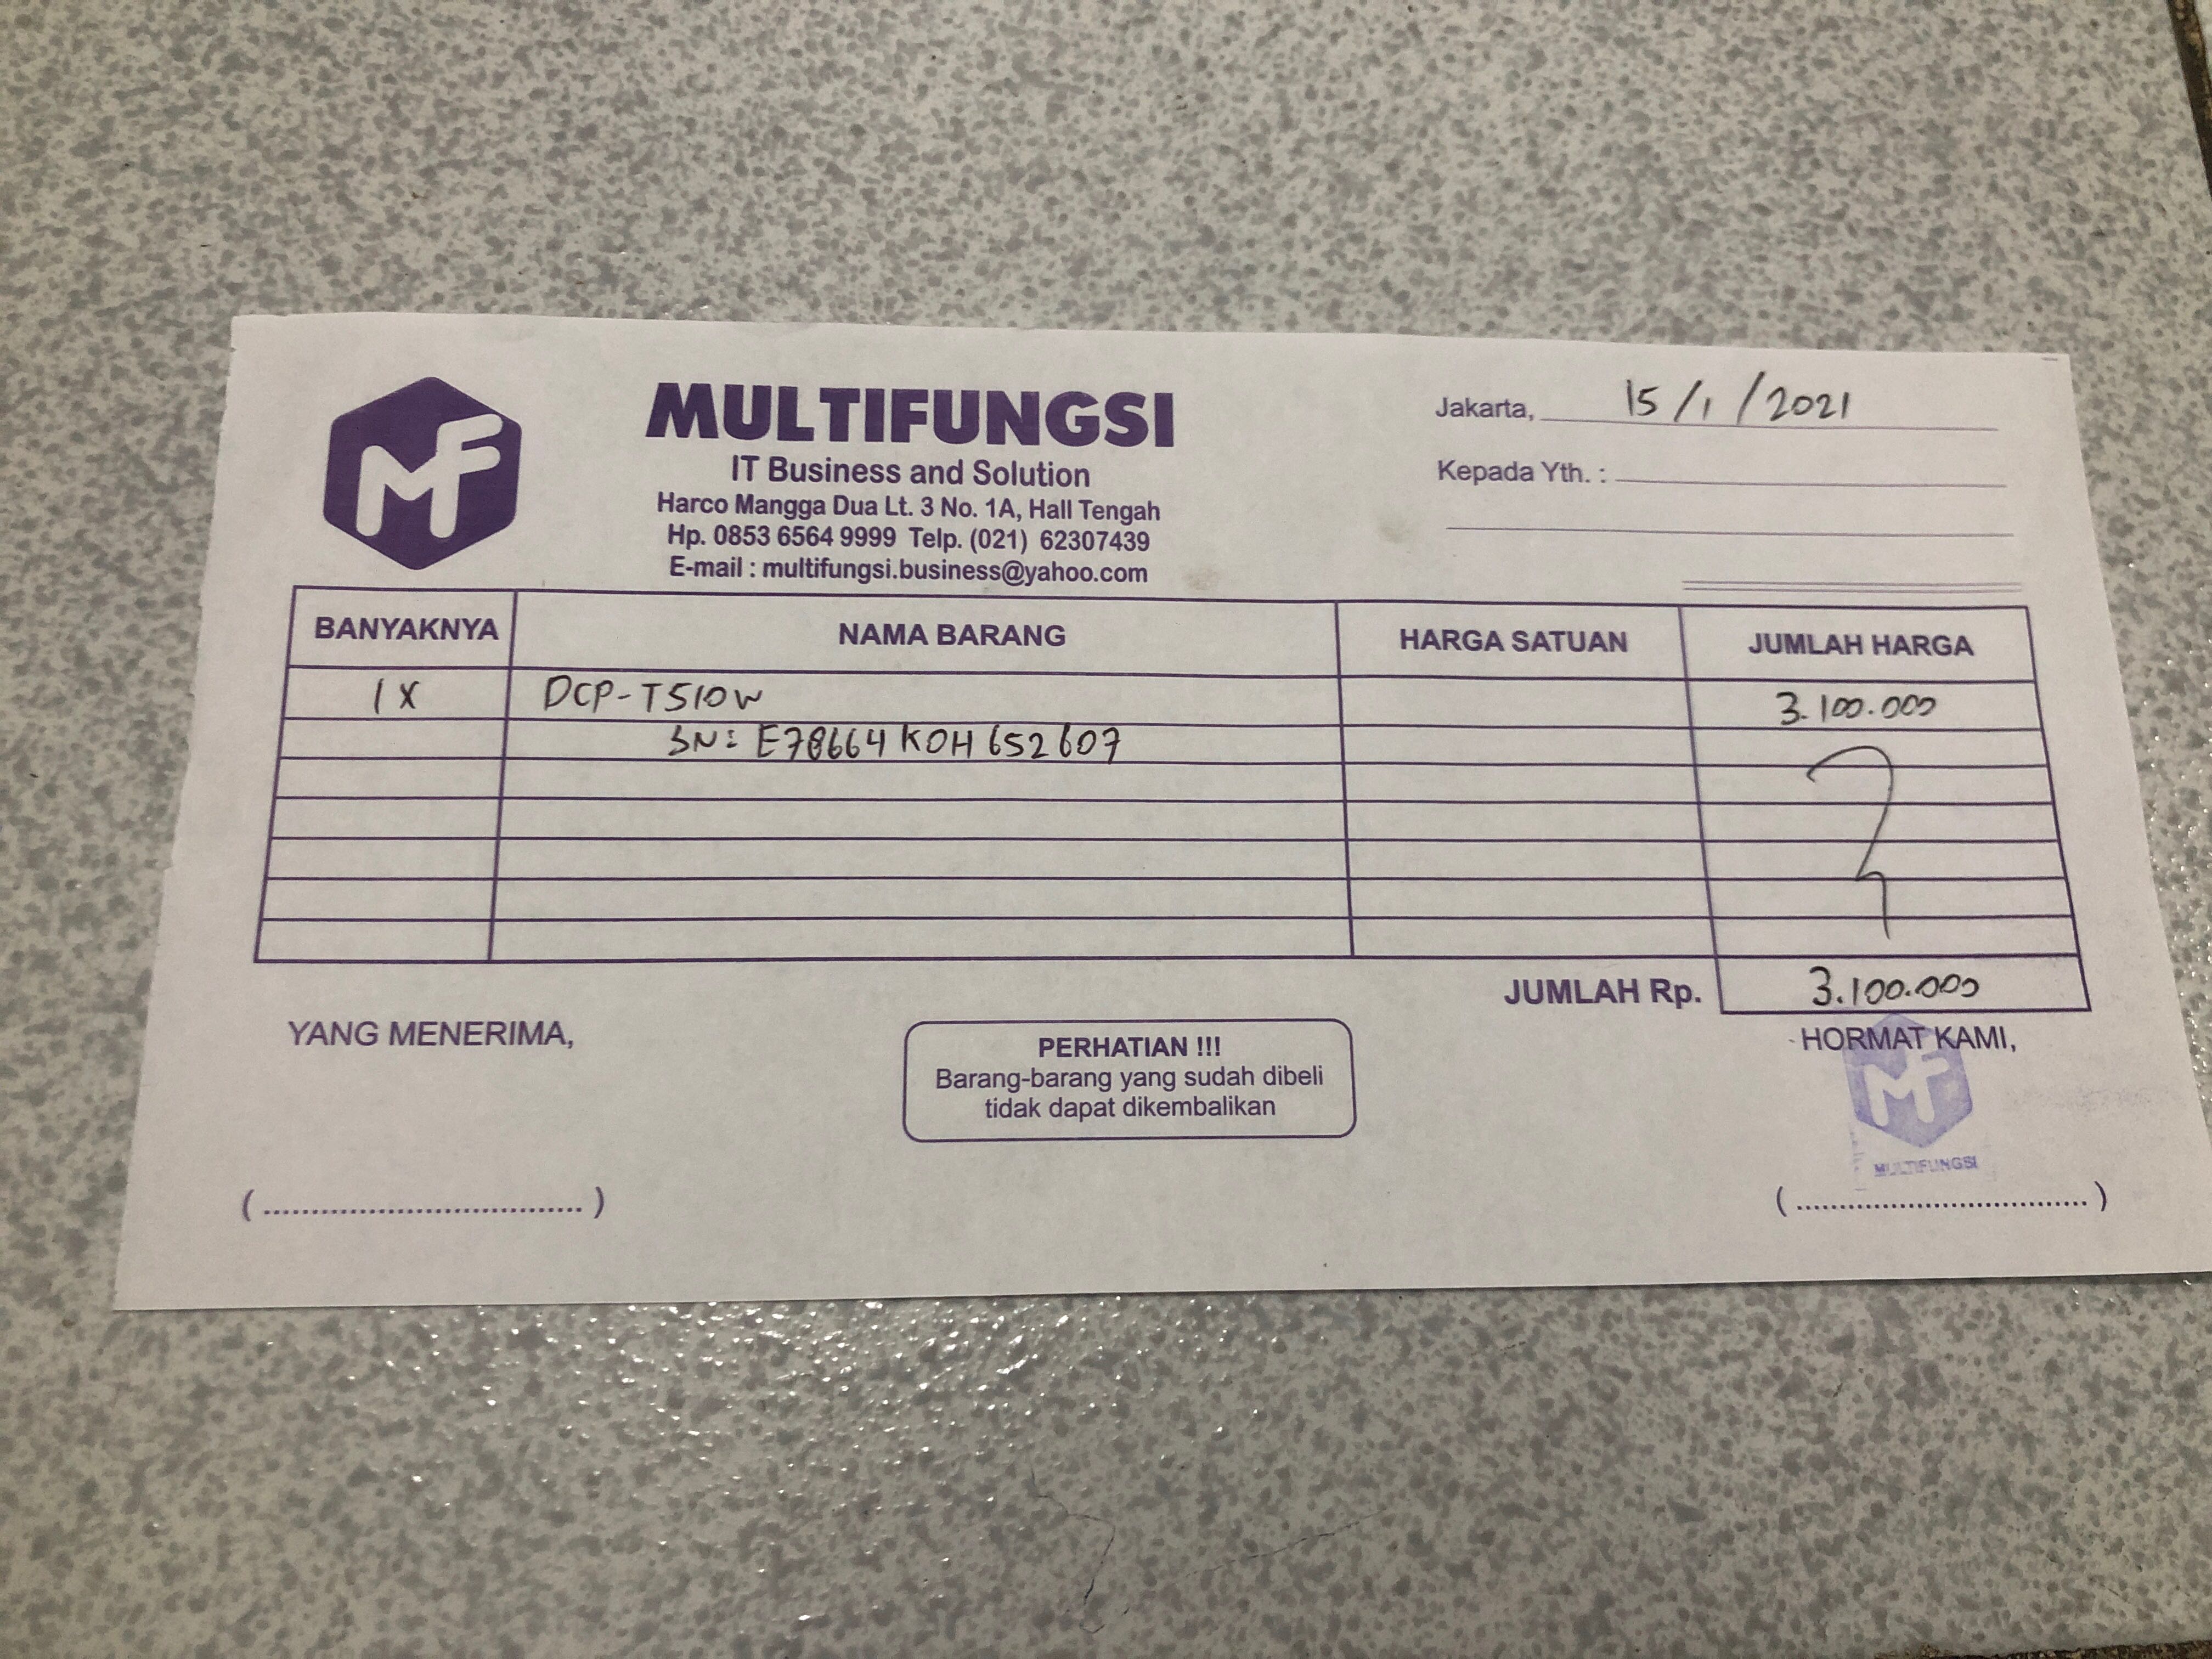 MF
MULTIFUNGSI
IT Business and Solution
Harco Mangga Dua Lt. 3 No. 1A, Hall Tengah
Hp. 0853 6564 9999 Telp. (021) 62307439
E-mail : multifungsi.business@yahoo.com
Jakarta, 15/1/2021
Kepada Yth. :
BANYAKNYA NAMA BARANG HARGA SATUAN JUMLAH HARGA
1X DCP-T510W 3.100.000
SN: E78664K0H652607
JUMLAH Rp. 3.100.000
YANG MENERIMA,
PERHATIAN !!!
Barang-barang yang sudah dibeli
tidak dapat dikembalikan
HORMAT KAMI,
MF
MULTIFUNGSI
( ................................. )
( ................................. )